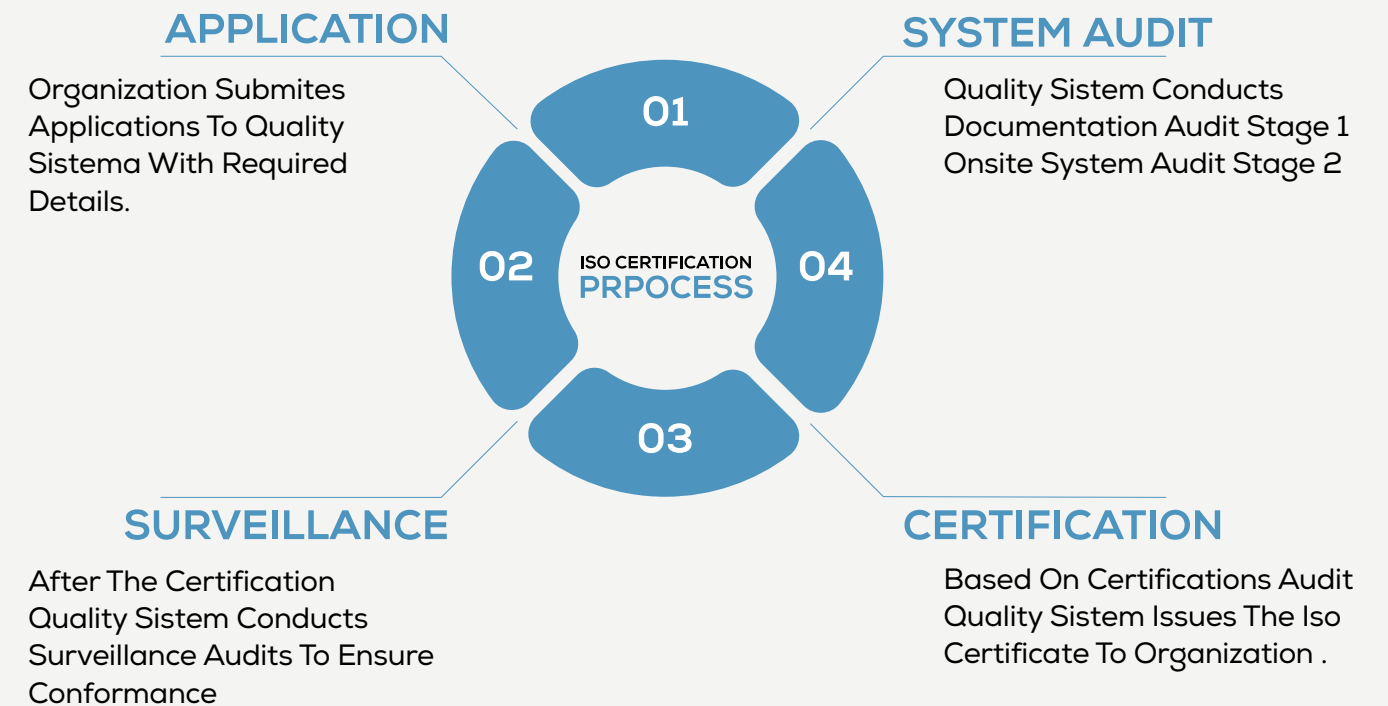 APPLICATION
Organization Submites
Applications To Quality
Sistema With Required
Details.
SYSTEM AUDIT
Quality Sistem Conducts
Documentation Audit Stage 1
Onsite System Audit Stage 2
01
02
ISO CERTIFICATION
PRPOCESS
04
03
SURVEILLANCE
After The Certification
Quality Sistem Conducts
Surveillance Audits To Ensure
Conformance
CERTIFICATION
Based On Certifications Audit
Quality Sistem Issues The Iso
Certificate To Organization .